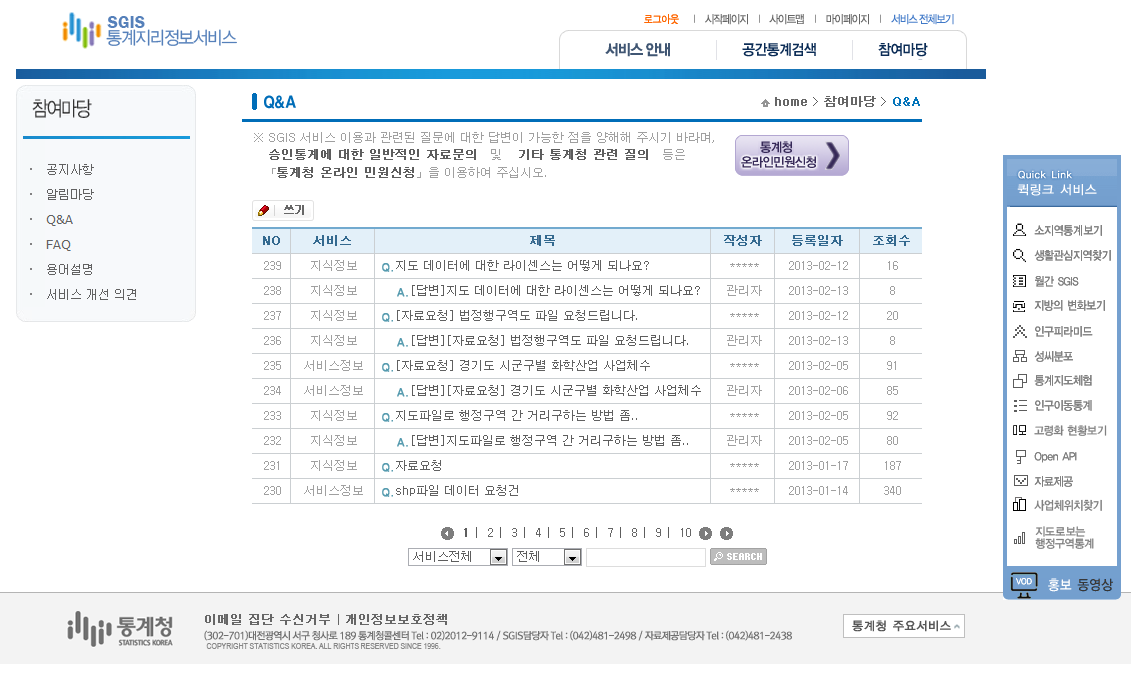 SGIS
통계지리정보서비스
로그아웃 | 시작페이지 | 사이트맵 | 마이페이지 | 서비스 전체보기
서비스 안내 | 공간통계검색 | 참여마당
참여마당
공지사항
알림마당
Q&A
FAQ
용어설명
서비스 개선 의견
Q&A
home > 참여마당 > Q&A
※ SGIS 서비스 이용과 관련된 질문에 대한 답변이 가능한 점을 양해해 주시기 바라며,
승인통계에 대한 일반적인 자료문의 및 기타 통계청 관련 질의 등은
「통계청 온라인 민원신청」을 이용하여 주십시오.
통계청
온라인민원신청
쓰기
NO 서비스 제목 작성자 등록일자 조회수
239 지식정보 Q.지도 데이터에 대한 라이센스는 어떻게 되나요? ***** 2013-02-12 16
238 지식정보 A.[답변]지도 데이터에 대한 라이센스는 어떻게 되나요? 관리자 2013-02-13 8
237 지식정보 Q.[자료요청] 법정행구역도 파일 요청드립니다. ***** 2013-02-12 20
236 지식정보 A.[답변][자료요청] 법정행구역도 파일 요청드립니다. 관리자 2013-02-13 8
235 서비스정보 Q.[자료요청] 경기도 시군구별 화학산업 사업체수 ***** 2013-02-05 91
234 서비스정보 A.[답변][자료요청] 경기도 시군구별 화학산업 사업체수 관리자 2013-02-06 85
233 지식정보 Q.지도파일로 행정구역 간 거리구하는 방법 좀.. ***** 2013-02-05 92
232 지식정보 A.[답변]지도파일로 행정구역 간 거리구하는 방법 좀.. 관리자 2013-02-05 80
231 지식정보 Q.자료요청 ***** 2013-01-17 187
230 서비스정보 Q.shp파일 데이터 요청건 ***** 2013-01-14 340
1 | 2 | 3 | 4 | 5 | 6 | 7 | 8 | 9 | 10
서비스전체 전체 SEARCH
Quick Link
퀵링크 서비스
소지역통계보기
생활관심지역찾기
월간 SGIS
지방의 변화보기
인구피라미드
성씨분포
통계지도체험
인구이동통계
고령화 현황보기
Open API
자료제공
사업체위치찾기
지도로보는
행정구역통계
VOD 홍보 동영상
통계청
STATISTICS KOREA
이메일 집단 수신거부 | 개인정보보호정책
(302-701)대전광역시 서구 청사로 189 통계청콜센터 Tel : 02)2012-9114 / SGIS담당자 Tel : (042)481-2498 / 자료제공담당자 Tel : (042)481-2438
COPYRIGHT STATISTICS KOREA. ALL RIGHTS RESERVED SINCE 1996.
통계청 주요서비스